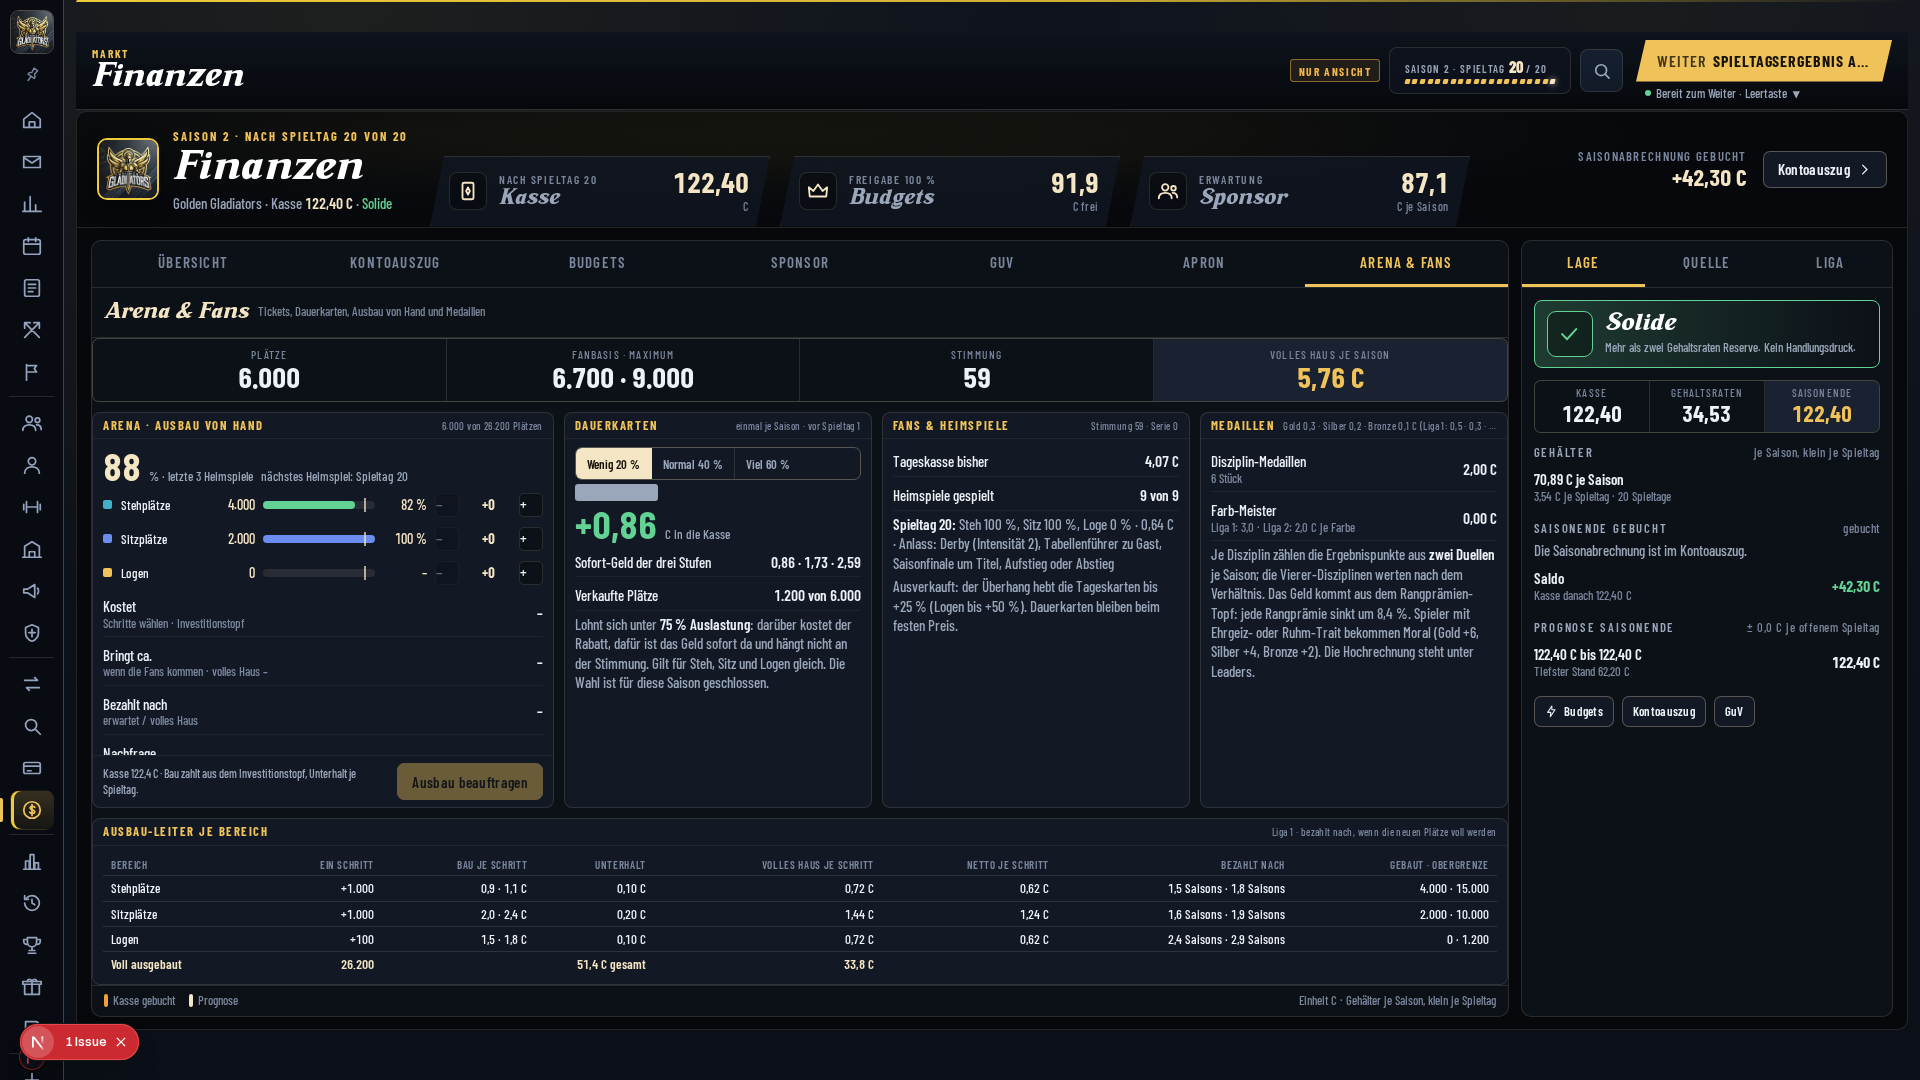 GLADIATORS
MARKT
Finanzen
NUR ANSICHT
SAISON 2 · SPIELTAG 20 / 20
WEITER SPIELTAGSERGEBNIS A...
Bereit zum Weiter · Leertaste ▼
GLADIATORS
SAISON 2 · NACH SPIELTAG 20 VON 20
Finanzen
Golden Gladiators · Kasse 122,40 C · Solide
NACH SPIELTAG 20
Kasse
122,40
C
FREIGABE 100 %
Budgets
91,9
C frei
ERWARTUNG
Sponsor
87,1
C je Saison
SAISONABRECHNUNG GEBUCHT
+42,30 C
Kontoauszug
ÜBERSICHT
KONTOAUSZUG
BUDGETS
SPONSOR
GUV
APRON
ARENA & FANS
Arena & Fans Tickets, Dauerkarten, Ausbau von Hand und Medaillen
PLÄTZE
6.000
FANBASIS · MAXIMUM
6.700 · 9.000
STIMMUNG
59
VOLLES HAUS JE SAISON
5,76 C
ARENA · AUSBAU VON HAND 6.000 von 26.200 Plätzen
88 % · letzte 3 Heimspiele nächstes Heimspiel: Spieltag 20
Stehplätze 4.000 82 % – +0 +
Sitzplätze 2.000 100 % – +0 +
Logen 0 – – +0 +
Kostet –
Schritte wählen · Investitionstopf
Bringt ca. –
wenn die Fans kommen · volles Haus –
Bezahlt nach –
erwartet / volles Haus
Nachfrage
Kasse 122,4 C · Bau zahlt aus dem Investitionstopf, Unterhalt je
Spieltag.
Ausbau beauftragen
DAUERKARTEN einmal je Saison · vor Spieltag 1
Wenig 20 % Normal 40 % Viel 60 %
+0,86 C in die Kasse
Sofort-Geld der drei Stufen 0,86 · 1,73 · 2,59
Verkaufte Plätze 1.200 von 6.000
Lohnt sich unter 75 % Auslastung: darüber kostet der
Rabatt, dafür ist das Geld sofort da und hängt nicht an
der Stimmung. Gilt für Steh, Sitz und Logen gleich. Die
Wahl ist für diese Saison geschlossen.
FANS & HEIMSPIELE Stimmung 59 · Serie 0
Tageskasse bisher 4,07 C
Heimspiele gespielt 9 von 9
Spieltag 20: Steh 100 %, Sitz 100 %, Loge 0 % · 0,64 C
· Anlass: Derby (Intensität 2), Tabellenführer zu Gast,
Saisonfinale um Titel, Aufstieg oder Abstieg
Ausverkauft: der Überhang hebt die Tageskarten bis
+25 % (Logen bis +50 %). Dauerkarten bleiben beim
festen Preis.
MEDAILLEN Gold 0,3 · Silber 0,2 · Bronze 0,1 C (Liga 1: 0,5 · 0,3 · ...
Disziplin-Medaillen 2,00 C
6 Stück
Farb-Meister 0,00 C
Liga 1: 3,0 · Liga 2: 2,0 C je Farbe
Je Disziplin zählen die Ergebnispunkte aus zwei Duellen
je Saison; die Vierer-Disziplinen werten nach dem
Verhältnis. Das Geld kommt aus dem Rangprämien-
Topf: jede Rangprämie sinkt um 8,4 %. Spieler mit
Ehrgeiz- oder Ruhm-Trait bekommen Moral (Gold +6,
Silber +4, Bronze +2). Die Hochrechnung steht unter
Leaders.
AUSBAU-LEITER JE BEREICH Liga 1 · bezahlt nach, wenn die neuen Plätze voll werden
BEREICH EIN SCHRITT BAU JE SCHRITT UNTERHALT VOLLES HAUS JE SCHRITT NETTO JE SCHRITT BEZAHLT NACH GEBAUT · OBERGRENZE
Stehplätze +1.000 0,9 · 1,1 C 0,10 C 0,72 C 0,62 C 1,5 Saisons · 1,8 Saisons 4.000 · 15.000
Sitzplätze +1.000 2,0 · 2,4 C 0,20 C 1,44 C 1,24 C 1,6 Saisons · 1,9 Saisons 2.000 · 10.000
Logen +100 1,5 · 1,8 C 0,10 C 0,72 C 0,62 C 2,4 Saisons · 2,9 Saisons 0 · 1.200
Voll ausgebaut 26.200 51,4 C gesamt 33,8 C
Kasse gebucht Prognose Einheit C · Gehälter je Saison, klein je Spieltag
LAGE
QUELLE
LIGA
Solide
Mehr als zwei Gehaltsraten Reserve. Kein Handlungsdruck.
KASSE
122,40
GEHALTSRATEN
34,53
SAISONENDE
122,40
GEHÄLTER je Saison, klein je Spieltag
70,89 C je Saison
3,54 C je Spieltag · 20 Spieltage
SAISONENDE GEBUCHT gebucht
Die Saisonabrechnung ist im Kontoauszug.
Saldo +42,30 C
Kasse danach 122,40 C
PROGNOSE SAISONENDE ± 0,0 C je offenem Spieltag
122,40 C bis 122,40 C 122,40 C
Tiefster Stand 62,20 C
Budgets
Kontoauszug
GuV
N 1 Issue